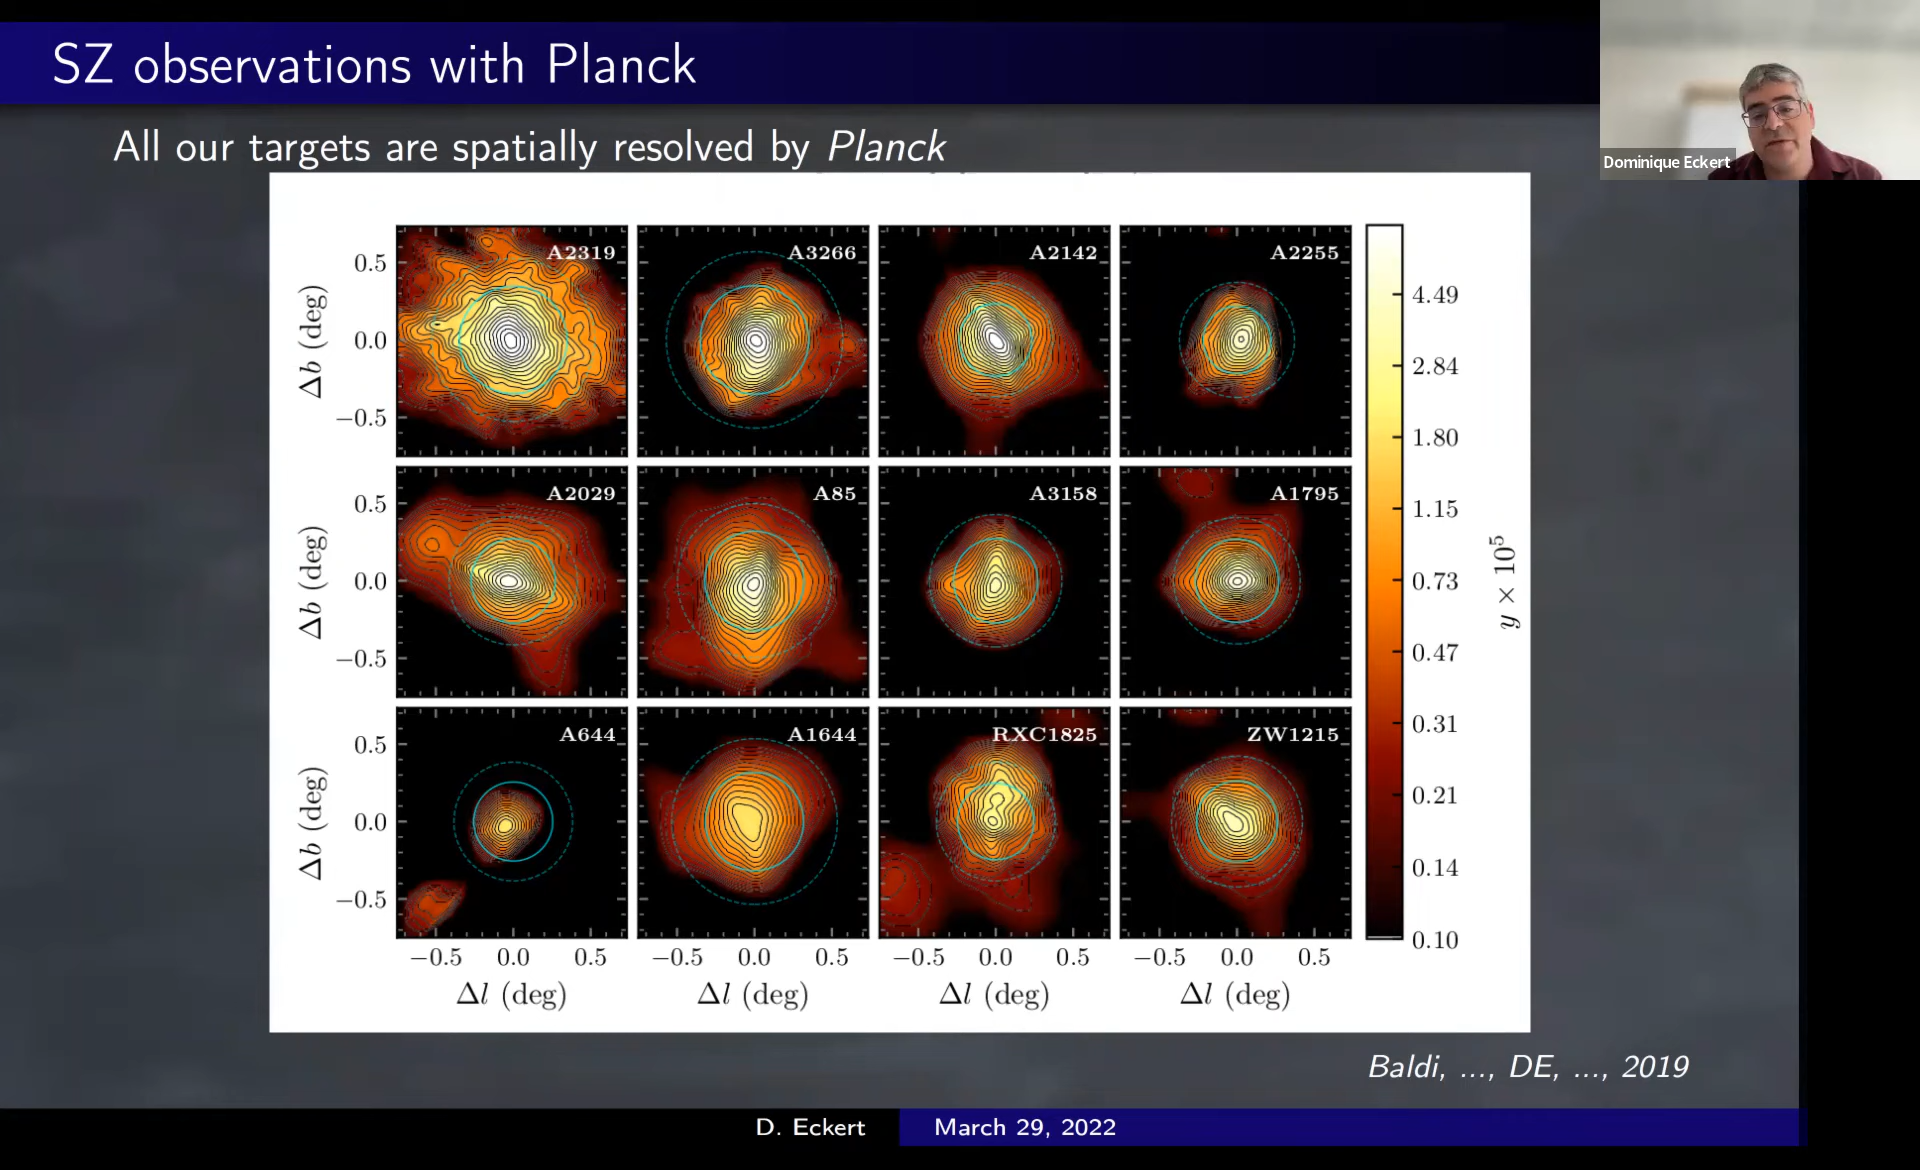 SZ observations with Planck
Dominique Eckert
All our targets are spatially resolved by Planck
A2319
A3266
A2142
A2255
0.5
0.0
−0.5
Δb (deg)
A2029
A85
A3158
A1795
0.5
0.0
−0.5
Δb (deg)
A644
A1644
RXC1825
ZW1215
0.5
0.0
−0.5
Δb (deg)
−0.5 0.0 0.5
−0.5 0.0 0.5
−0.5 0.0 0.5
−0.5 0.0 0.5
Δl (deg)
Δl (deg)
Δl (deg)
Δl (deg)
4.49
2.84
1.80
1.15
0.73
0.47
0.31
0.21
0.14
0.10
y × 10⁵
Baldi, ..., DE, ..., 2019
D. Eckert
March 29, 2022